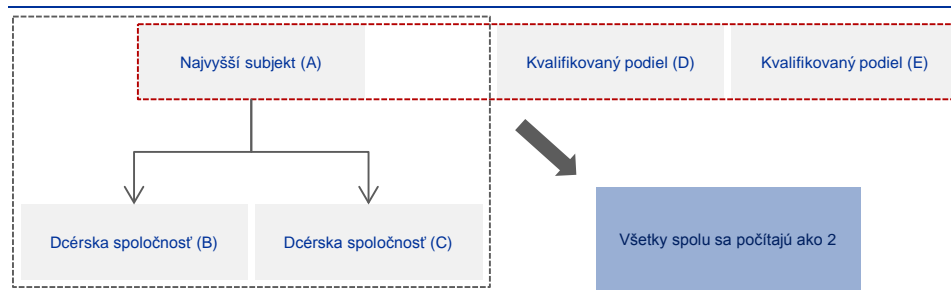 Najvyšší subjekt (A)
Kvalifikovaný podiel (D)
Kvalifikovaný podiel (E)
Dcérska spoločnosť (B)
Dcérska spoločnosť (C)
Všetky spolu sa počítajú ako 2